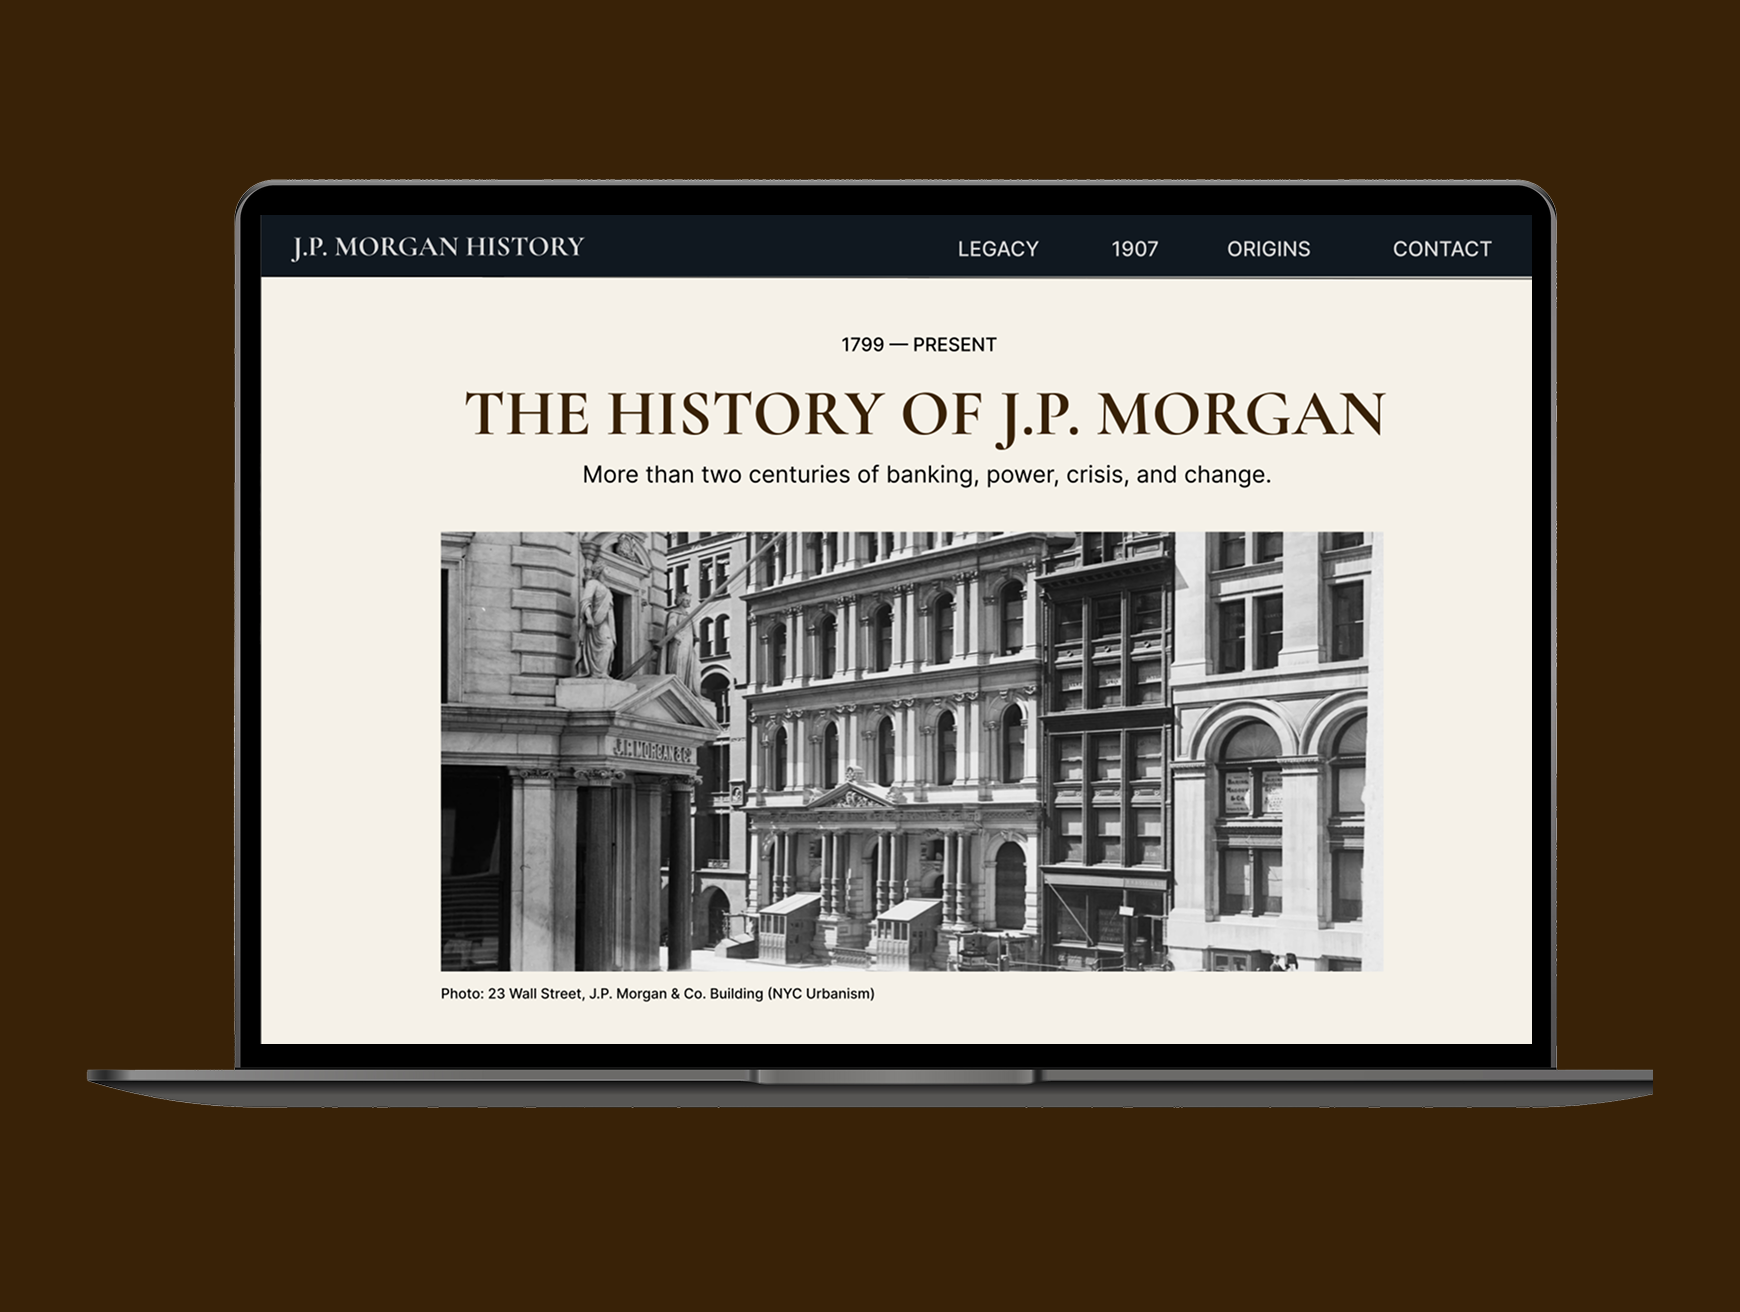 J.P. MORGAN HISTORY
LEGACY
1907
ORIGINS
CONTACT
1799 — PRESENT
THE HISTORY OF J.P. MORGAN
More than two centuries of banking, power, crisis, and change.
J.P. MORGAN & Co
Photo: 23 Wall Street, J.P. Morgan & Co. Building (NYC Urbanism)